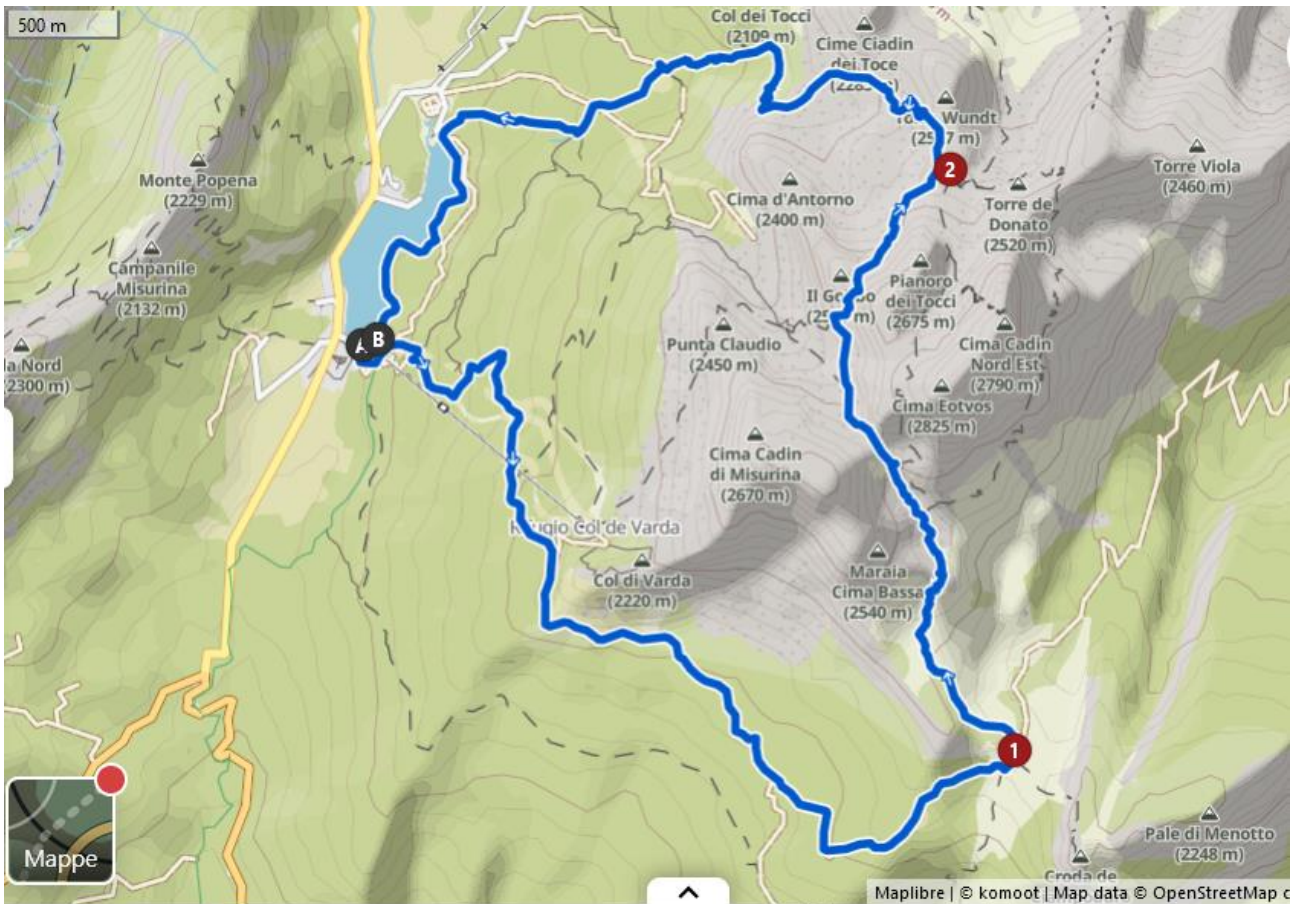 500 m
Col dei Tocci
(2109 m)
Cime Ciadin
dei Toce
Wundt
Torre Viola
(2460 m)
Monte Popena
(2229 m)
2
Cima d'Antorno
(2400 m)
Torre de
Donato
(2520 m)
Campanile
Misurina
(2132 m)
Il
Pianoro
dei Tocci
(2675 m)
A
B
Punta Claudio
(2450 m)
Cima Cadin
Nord Est
(2790 m)
la Nord
(2300 m)
Cima Eotvos
(2825 m)
Cima Cadin
di Misurina
(2670 m)
Col de Varda
Col di Varda
(2220 m)
Maraia
Cima Bassa
(2540 m)
1
Mappe
Pale di Menotto
(2248 m)
Croda de
Maplibre | © komoot | Map data © OpenStreetMap c